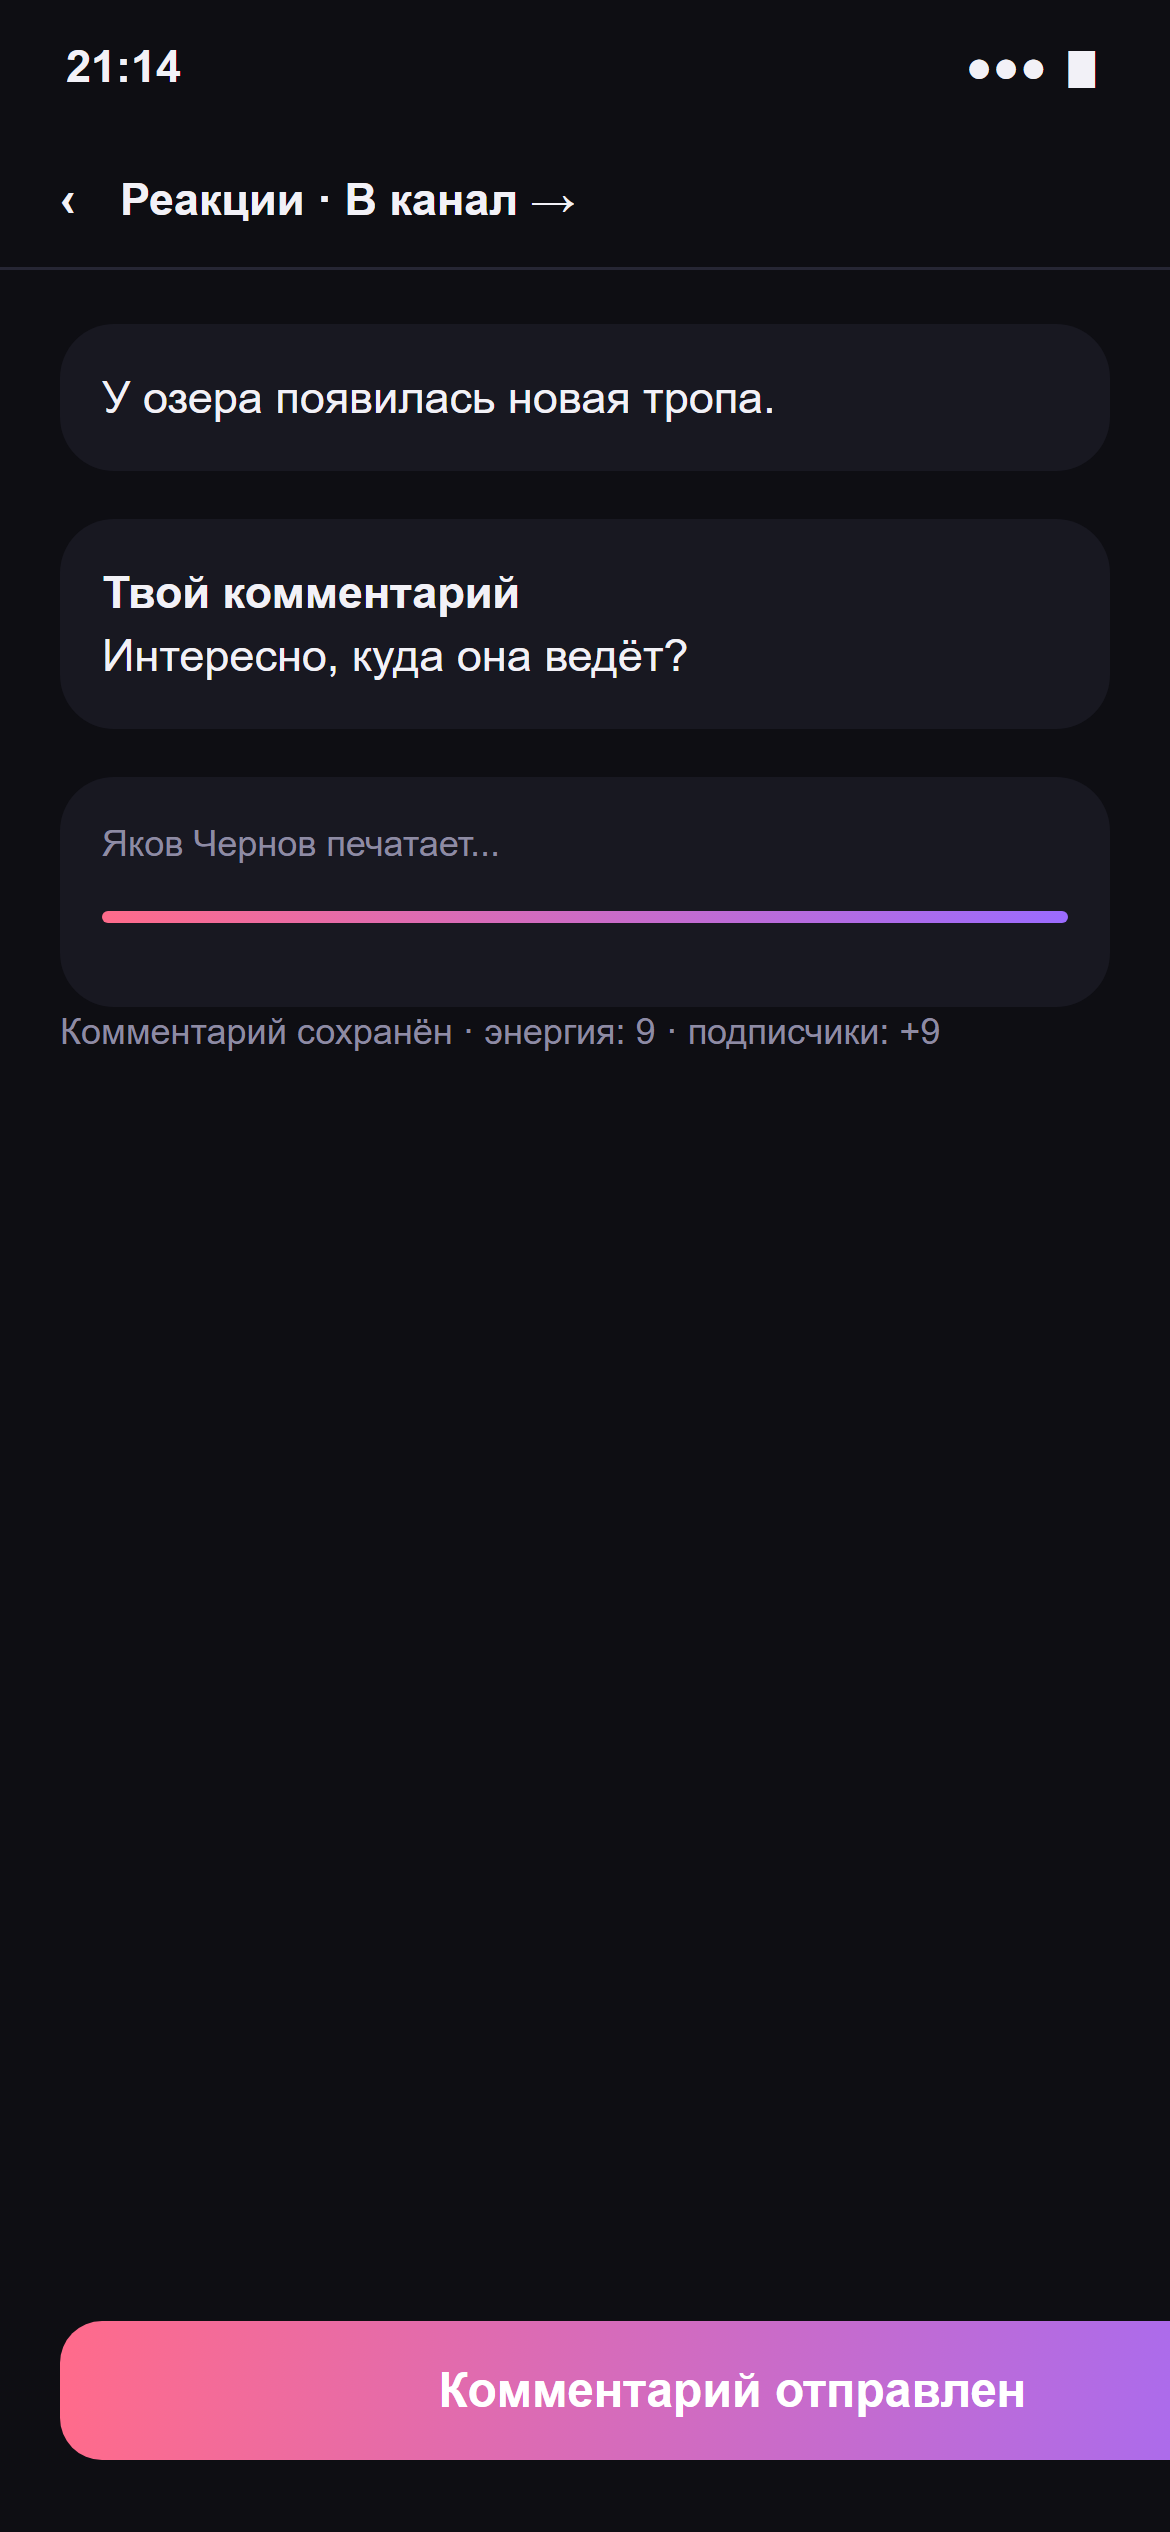 21:14
‹ Реакции · В канал →
У озера появилась новая тропа.
Твой комментарий
Интересно, куда она ведёт?
Яков Чернов печатает...
Комментарий сохранён · энергия: 9 · подписчики: +9
Комментарий отправлен